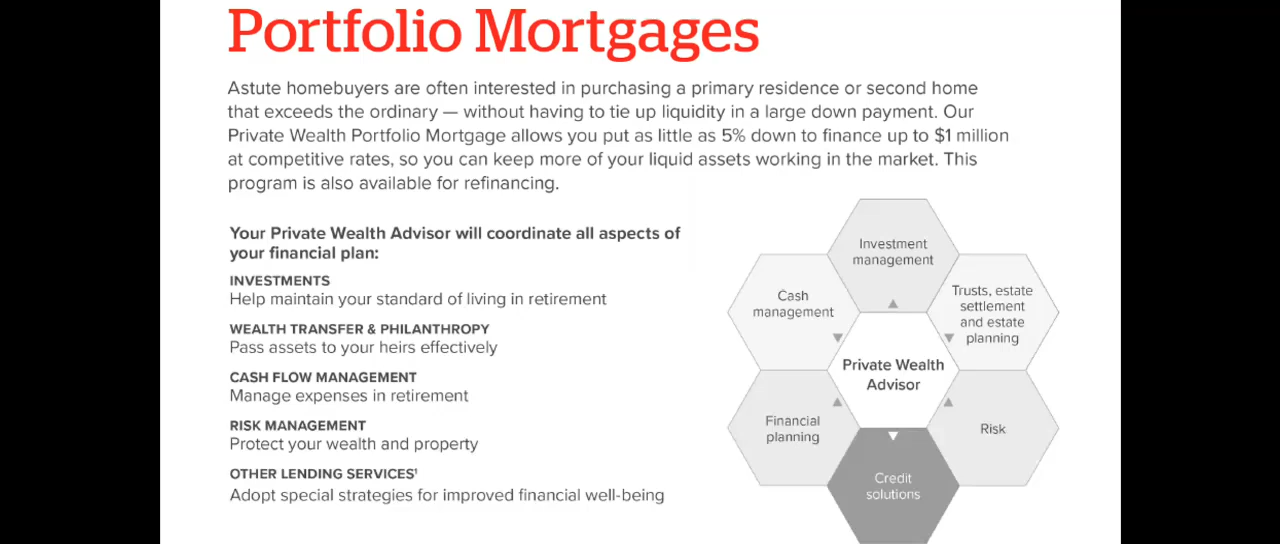 Portfolio Mortgages
Astute homebuyers are often interested in purchasing a primary residence or second home
that exceeds the ordinary — without having to tie up liquidity in a large down payment. Our
Private Wealth Portfolio Mortgage allows you put as little as 5% down to finance up to $1 million
at competitive rates, so you can keep more of your liquid assets working in the market. This
program is also available for refinancing.
Your Private Wealth Advisor will coordinate all aspects of
your financial plan:
INVESTMENTS
Help maintain your standard of living in retirement
WEALTH TRANSFER & PHILANTHROPY
Pass assets to your heirs effectively
CASH FLOW MANAGEMENT
Manage expenses in retirement
RISK MANAGEMENT
Protect your wealth and property
OTHER LENDING SERVICES¹
Adopt special strategies for improved financial well-being
Investment
management
Cash
management
Trusts, estate
settlement
and estate
planning
Private Wealth
Advisor
Financial
planning
Risk
Credit
solutions